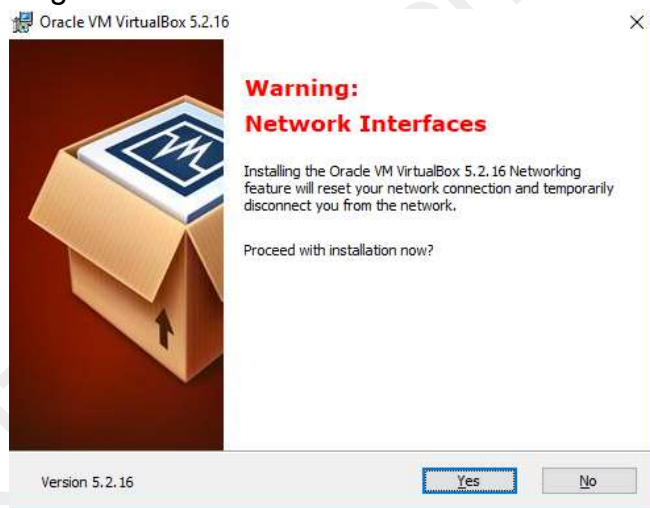 Oracle VM VirtualBox 5.2.16
Warning:
Network Interfaces
Installing the Oracle VM VirtualBox 5.2.16 Networking
feature will reset your network connection and temporarily
disconnect you from the network.
Proceed with installation now?
Version 5.2.16
Yes
No